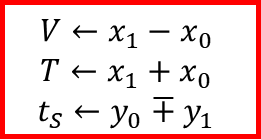 V ← x₁ − x₀
T ← x₁ + x₀
t_S ← y₀ ∓ y₁